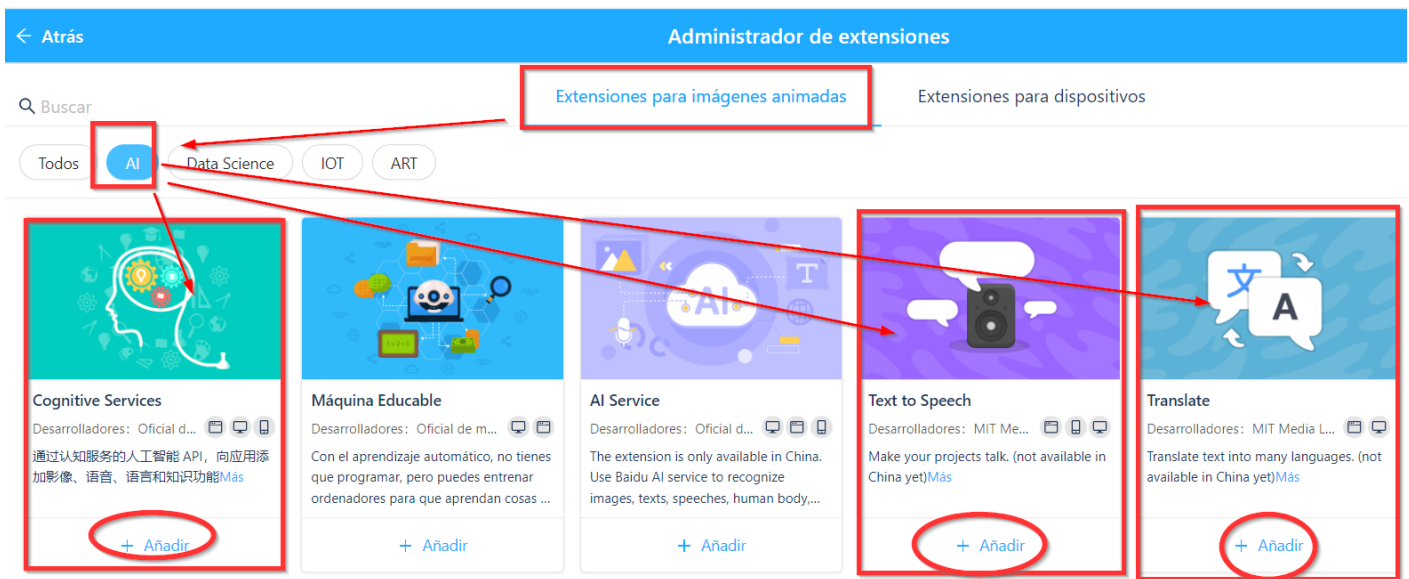 ← Atrás
Administrador de extensiones
Buscar
Extensiones para imágenes animadas
Extensiones para dispositivos
Todos
AI
Data Science
IOT
ART
AI
T
文
A
1+2=3
Cognitive Services
Desarrolladores: Oficial d...
通过认知服务的人工智能 API，向应用添
加影像、语音、语言和知识功能Más
+ Añadir
Máquina Educable
Desarrolladores: Oficial de m...
Con el aprendizaje automático, no tienes
que programar, pero puedes entrenar
ordenadores para que aprendan cosas ...
+ Añadir
AI Service
Desarrolladores: Oficial d...
The extension is only available in China.
Use Baidu AI service to recognize
images, texts, speeches, human body,...
+ Añadir
Text to Speech
Desarrolladores: MIT Me...
Make your projects talk. (not available in
China yet)Más
+ Añadir
Translate
Desarrolladores: MIT Media L...
Translate text into many languages. (not
available in China yet)Más
+ Añadir